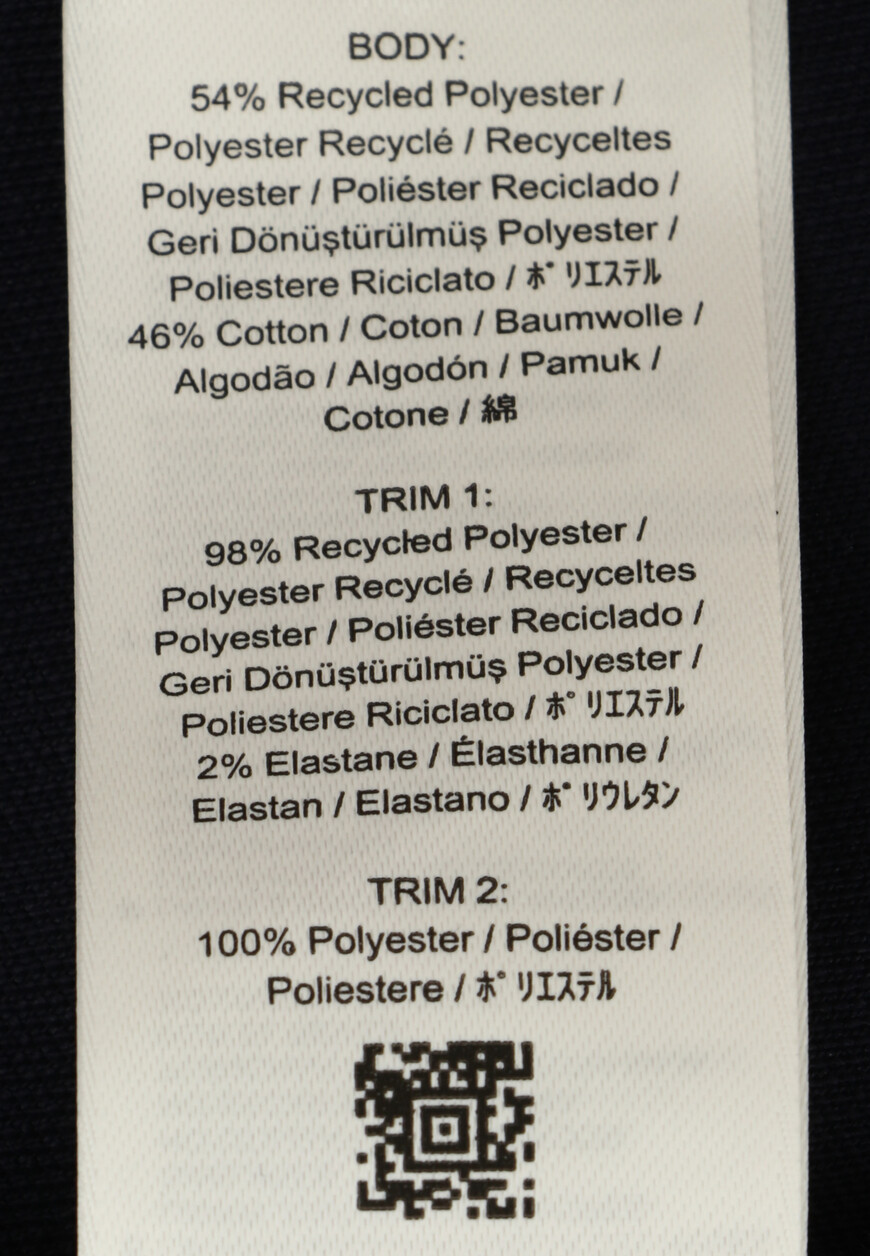 BODY:
54% Recycled Polyester /
Polyester Recyclé / Recyceltes
Polyester / Poliéster Reciclado /
Geri Dönüştürülmüş Polyester /
Poliestere Riciclato / ﾎﾟﾘｴｽﾃﾙ
46% Cotton / Coton / Baumwolle /
Algodão / Algodón / Pamuk /
Cotone / 綿
TRIM 1:
98% Recycled Polyester /
Polyester Recyclé / Recyceltes
Polyester / Poliéster Reciclado /
Geri Dönüştürülmüş Polyester /
Poliestere Riciclato / ﾎﾟﾘｴｽﾃﾙ
2% Elastane / Élasthanne /
Elastan / Elastano / ﾎﾟﾘｳﾚﾀﾝ
TRIM 2:
100% Polyester / Poliéster /
Poliestere / ﾎﾟﾘｴｽﾃﾙ